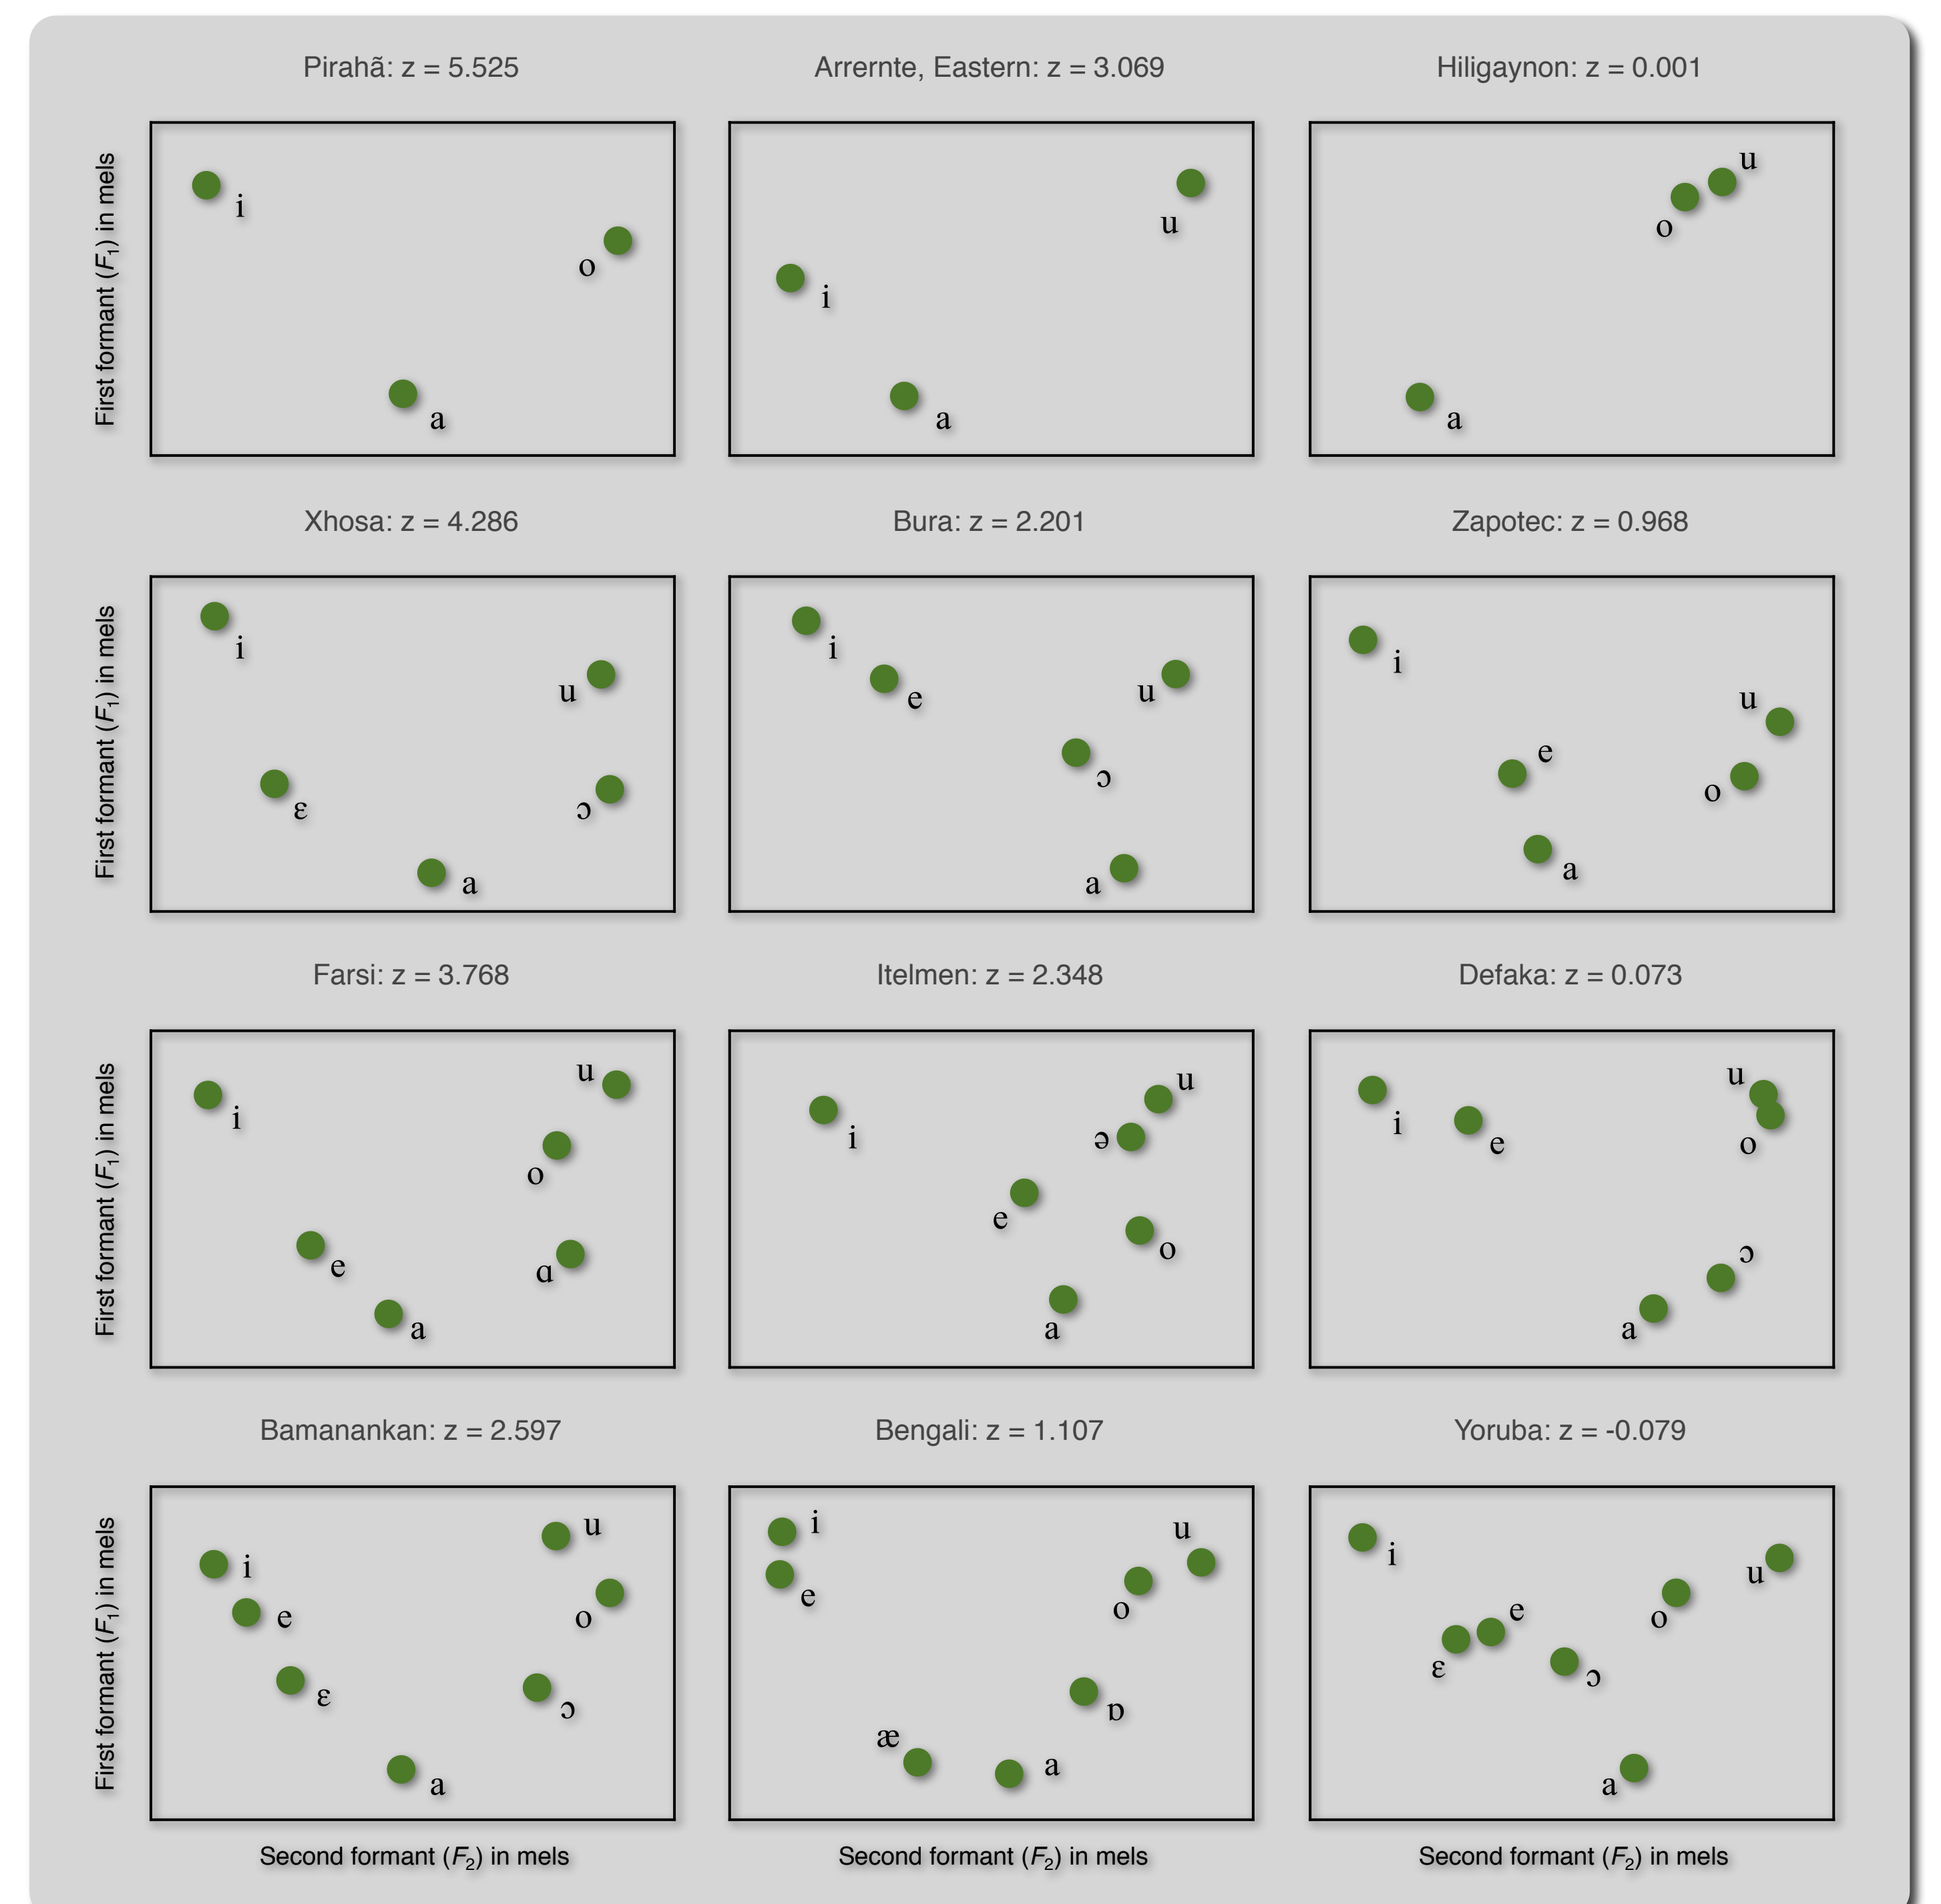 Pirahã: z = 5.525
Arrernte, Eastern: z = 3.069
Hiligaynon: z = 0.001
First formant (F₁) in mels
i
o
a
u
i
a
u
o
a
Xhosa: z = 4.286
Bura: z = 2.201
Zapotec: z = 0.968
First formant (F₁) in mels
i
u
ɛ
ɔ
a
i
e
u
ɔ
a
i
u
e
o
a
Farsi: z = 3.768
Itelmen: z = 2.348
Defaka: z = 0.073
First formant (F₁) in mels
u
i
o
e
ɑ
a
u
i
ə
e
o
a
u
i
e
o
ɔ
a
Bamanankan: z = 2.597
Bengali: z = 1.107
Yoruba: z = -0.079
First formant (F₁) in mels
u
i
e
o
ɛ
ɔ
a
i
u
e
o
ɒ
æ
a
i
u
e
o
ɛ
ɔ
a
Second formant (F₂) in mels
Second formant (F₂) in mels
Second formant (F₂) in mels